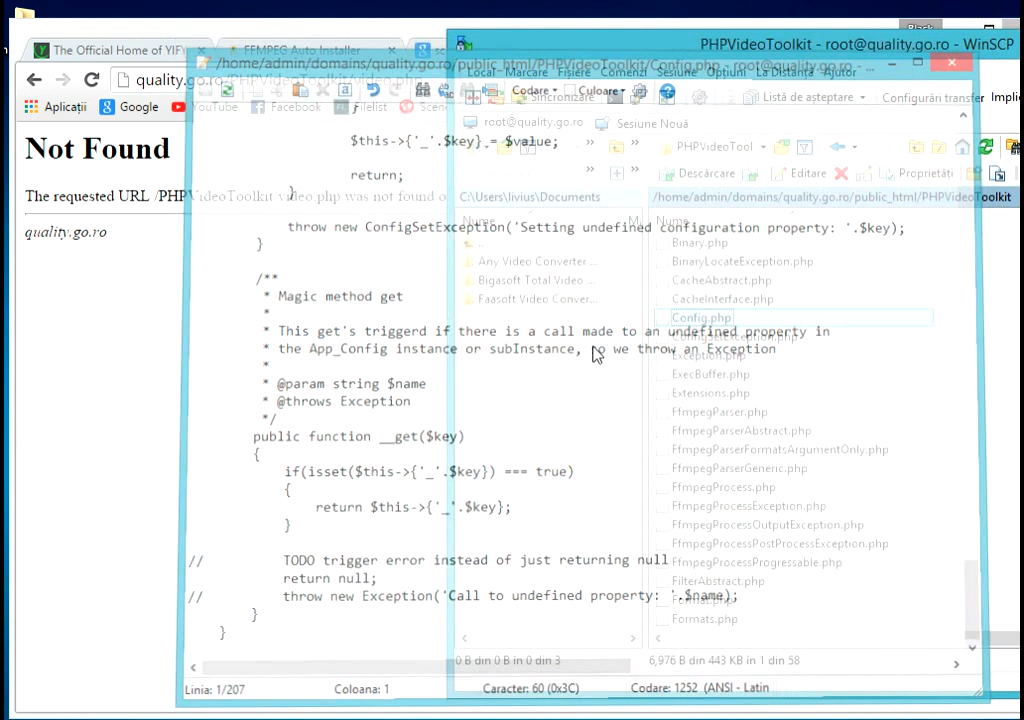 Black
The Official Home of YIFY
FFMPEG Auto Installer
PHPVideoToolkit - root@quality.go.ro - WinSCP
/home/admin/domains/quality.go.ro/public_html/PHPVideoToolkit/Config.php - root@quality.go.ro - ...
Local Marcare Fișiere Comenzi Sesiune Opțiuni La Distanță Ajutor
quality.go.ro/PHPVideoToolkit/video.php
Codare Culoare
Sincronizare
Listă de așteptare
Configurări transfer
Implic
Aplicații
Google
YouTube
Facebook
Filelist
Scene
root@quality.go.ro
Sesiune Nouă
Not Found
$this->{'_'.$key} = $value;
PHPVideoTool
return;
Descărcare
Editare
Proprietăți
The requested URL /PHPVideoToolkit video.php was not found o
}
C:\Users\livius\Documents
/home/admin/domains/quality.go.ro/public_html/PHPVideoToolkit
Nume
Nume
quality.go.ro
throw new ConfigSetException('Setting undefined configuration property: '.$key);
}
..
Any Video Converter ...
Bigasoft Total Video ...
Faasoft Video Conver...
Binary.php
BinaryLocateException.php
CacheAbstract.php
CacheInterface.php
Config.php
ConfigSetException.php
Exception.php
ExecBuffer.php
Extensions.php
FfmpegParser.php
FfmpegParserAbstract.php
FfmpegParserFormatsArgumentOnly.php
FfmpegParserGeneric.php
FfmpegProcess.php
FfmpegProcessException.php
FfmpegProcessOutputException.php
FfmpegProcessPostProcessException.php
FfmpegProcessProgressable.php
FilterAbstract.php
Format.php
Formats.php
/**
* Magic method get
*
* This get's triggerd if there is a call made to an undefined property in
* the App_Config instance or subInstance, so we throw an Exception
*
* @param string $name
* @throws Exception
*/
public function __get($key)
{
if(isset($this->{'_'.$key}) === true)
{
return $this->{'_'.$key};
}
// TODO trigger error instead of just returning null
return null;
// throw new Exception('Call to undefined property: '.$name);
}
}
0 B din 0 B in 0 din 3
6,976 B din 443 KB in 1 din 58
Linia: 1/207
Coloana: 1
Caracter: 60 (0x3C)
Codare: 1252 (ANSI - Latin